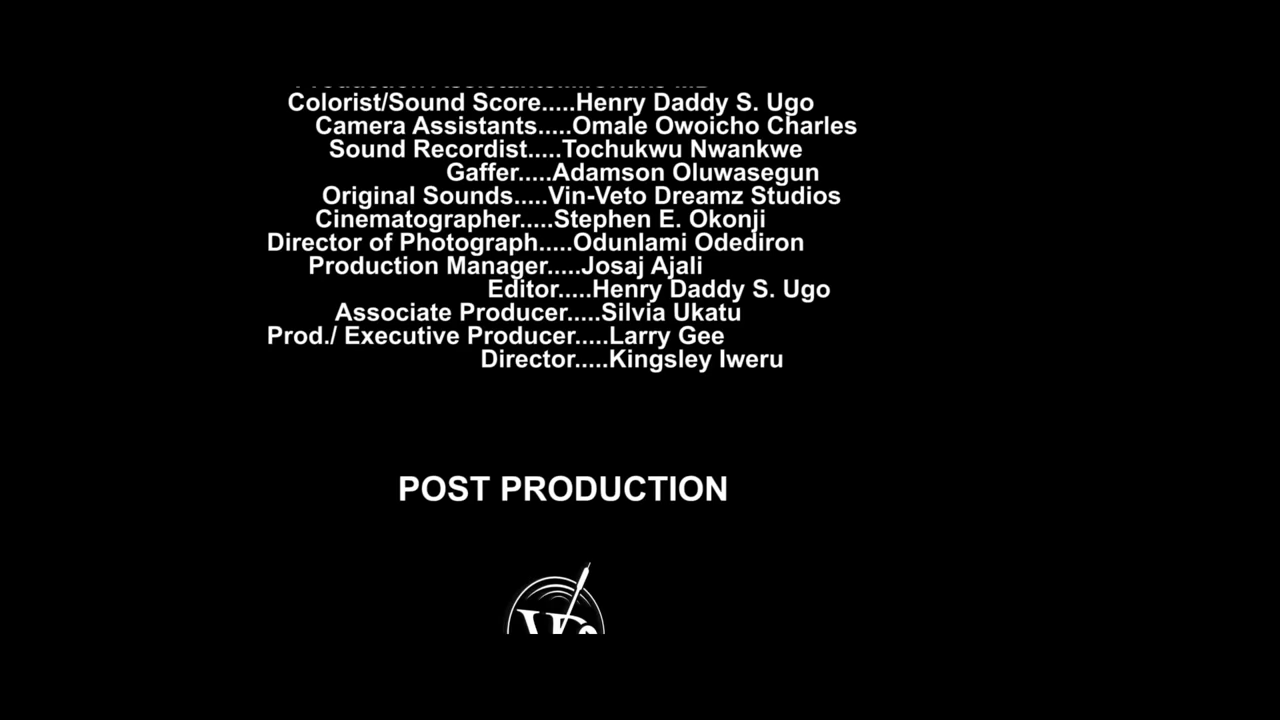 Colorist/Sound Score.....Henry Daddy S. Ugo
Camera Assistants.....Omale Owoicho Charles
Sound Recordist.....Tochukwu Nwankwe
Gaffer.....Adamson Oluwasegun
Original Sounds.....Vin-Veto Dreamz Studios
Cinematographer.....Stephen E. Okonji
Director of Photograph.....Odunlami Odediron
Production Manager.....Josaj Ajali
Editor.....Henry Daddy S. Ugo
Associate Producer.....Silvia Ukatu
Prod./ Executive Producer.....Larry Gee
Director.....Kingsley Iweru
POST PRODUCTION